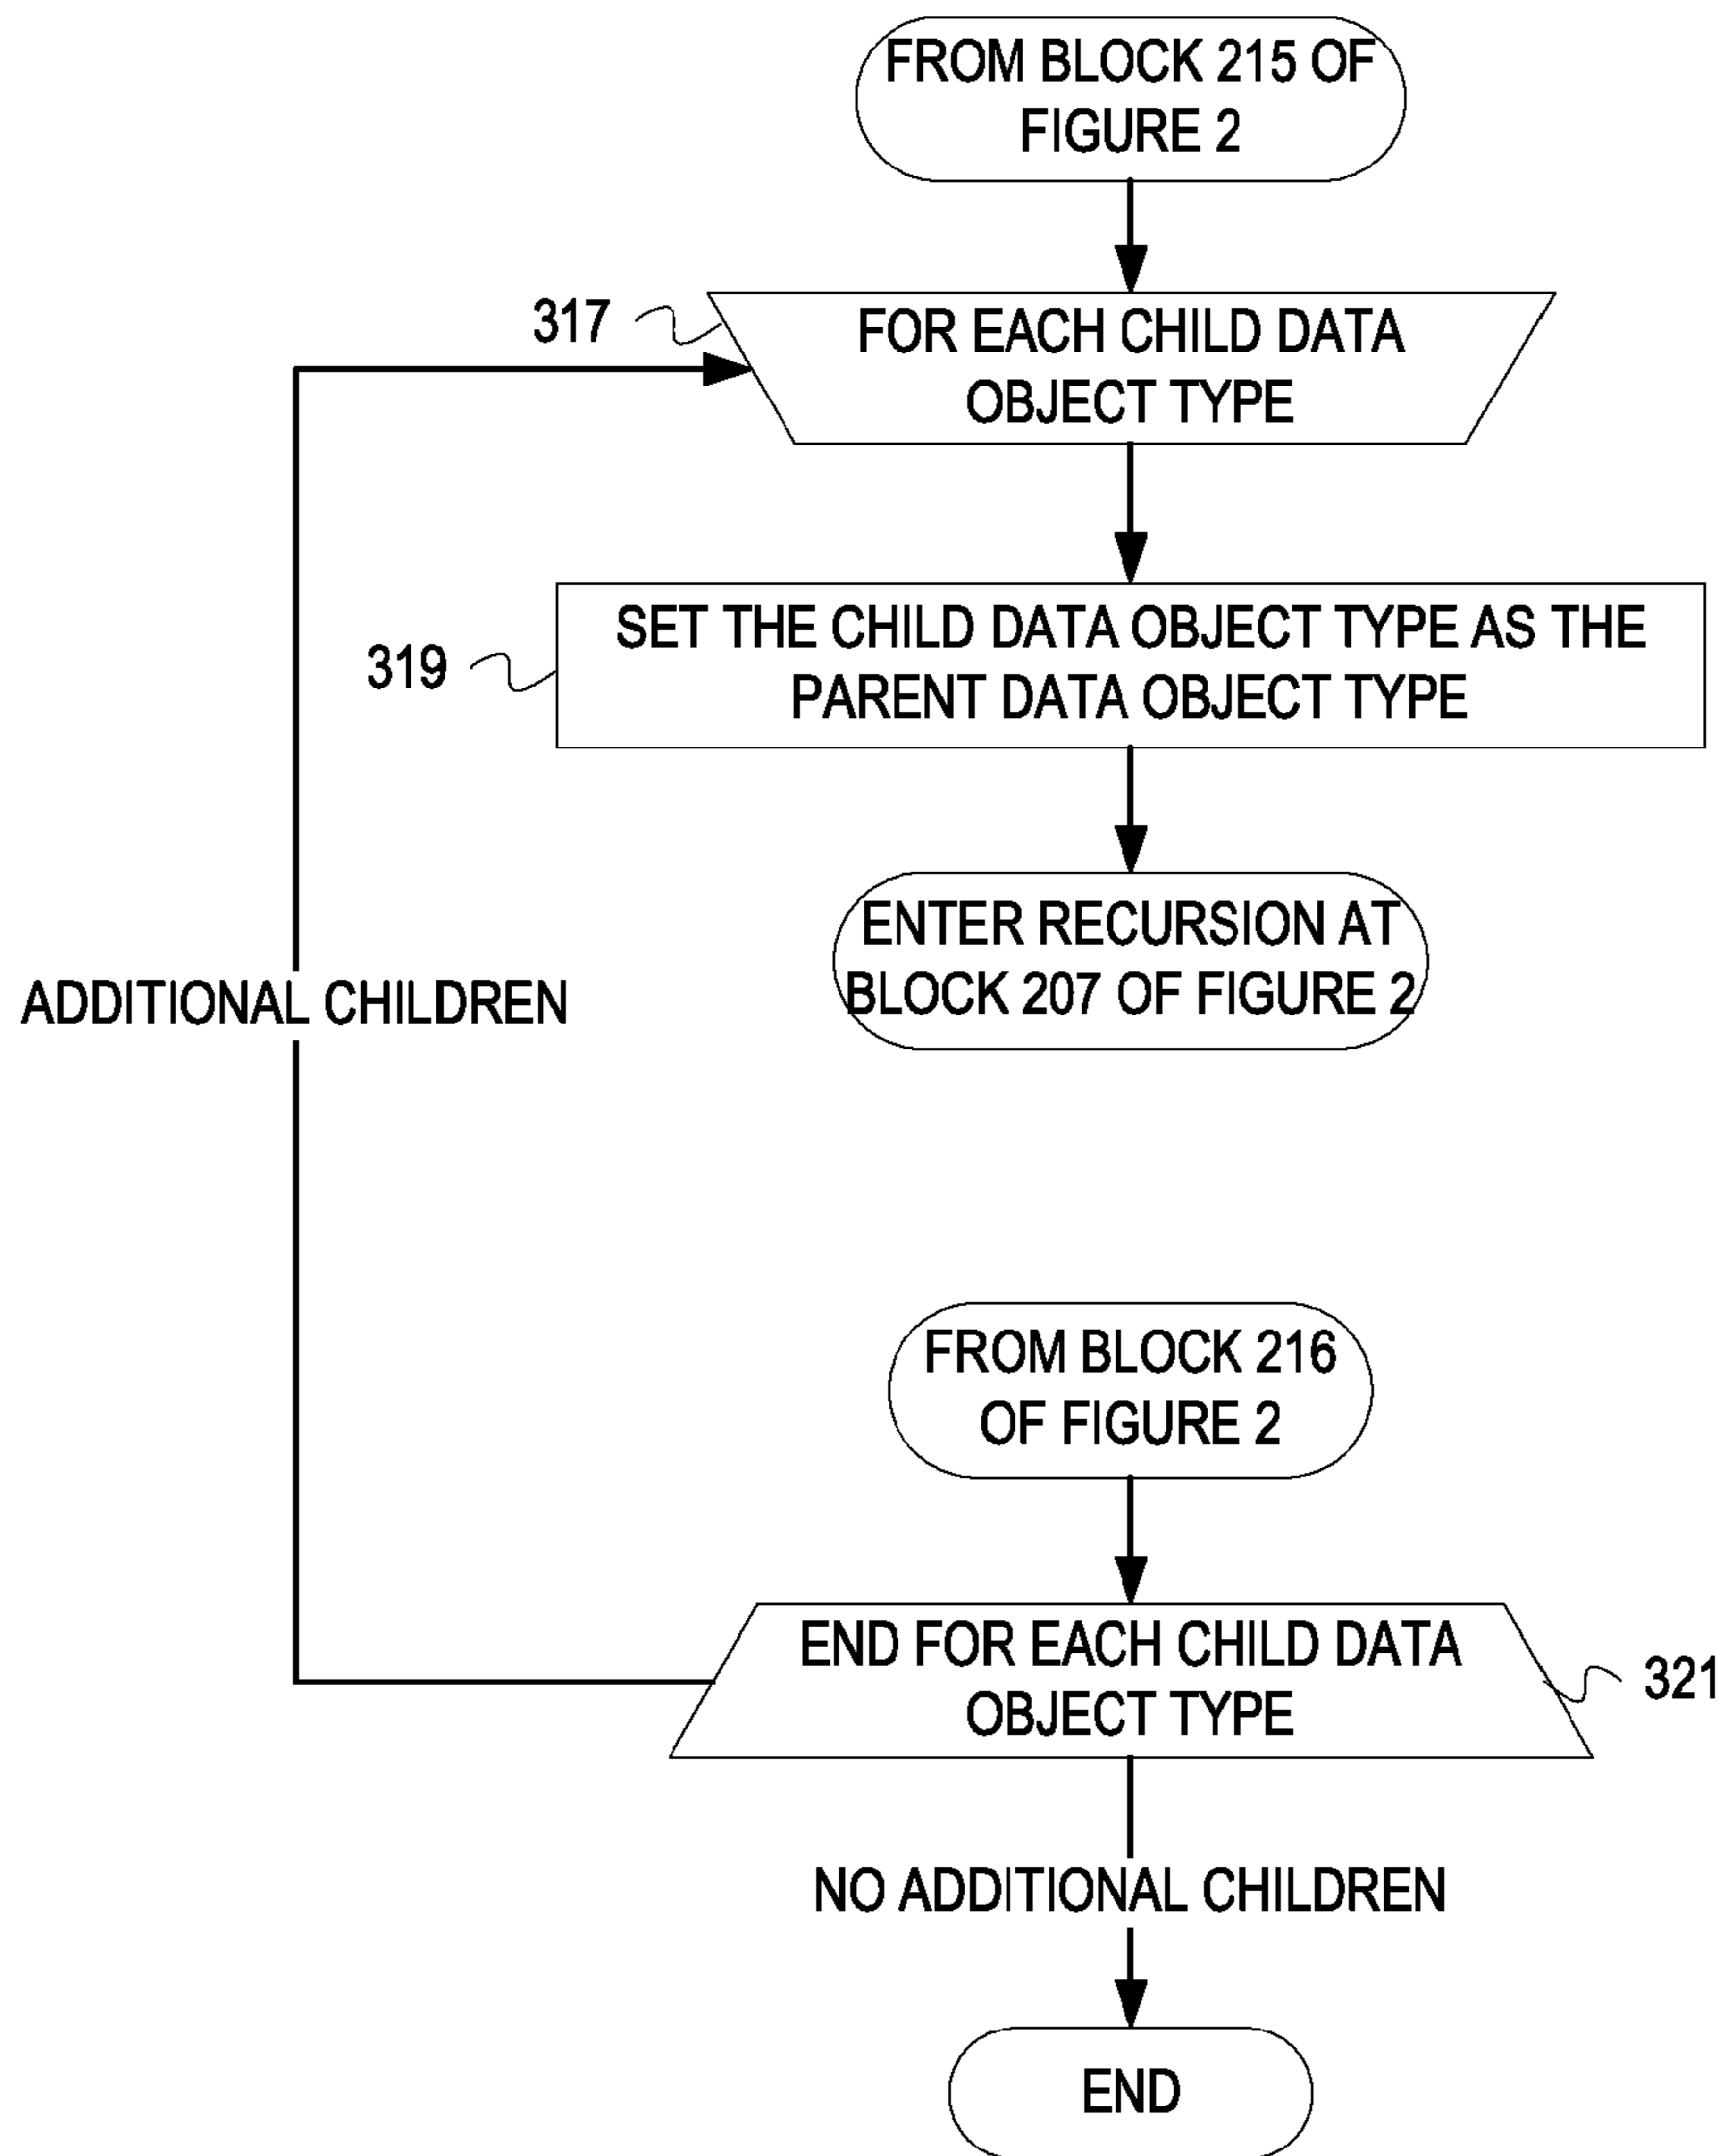 FROM BLOCK 215 OF
FIGURE 2
317
FOR EACH CHILD DATA
OBJECT TYPE
319
SET THE CHILD DATA OBJECT TYPE AS THE
PARENT DATA OBJECT TYPE
ENTER RECURSION AT
BLOCK 207 OF FIGURE 2
ADDITIONAL CHILDREN
FROM BLOCK 216
OF FIGURE 2
END FOR EACH CHILD DATA
OBJECT TYPE
321
NO ADDITIONAL CHILDREN
END